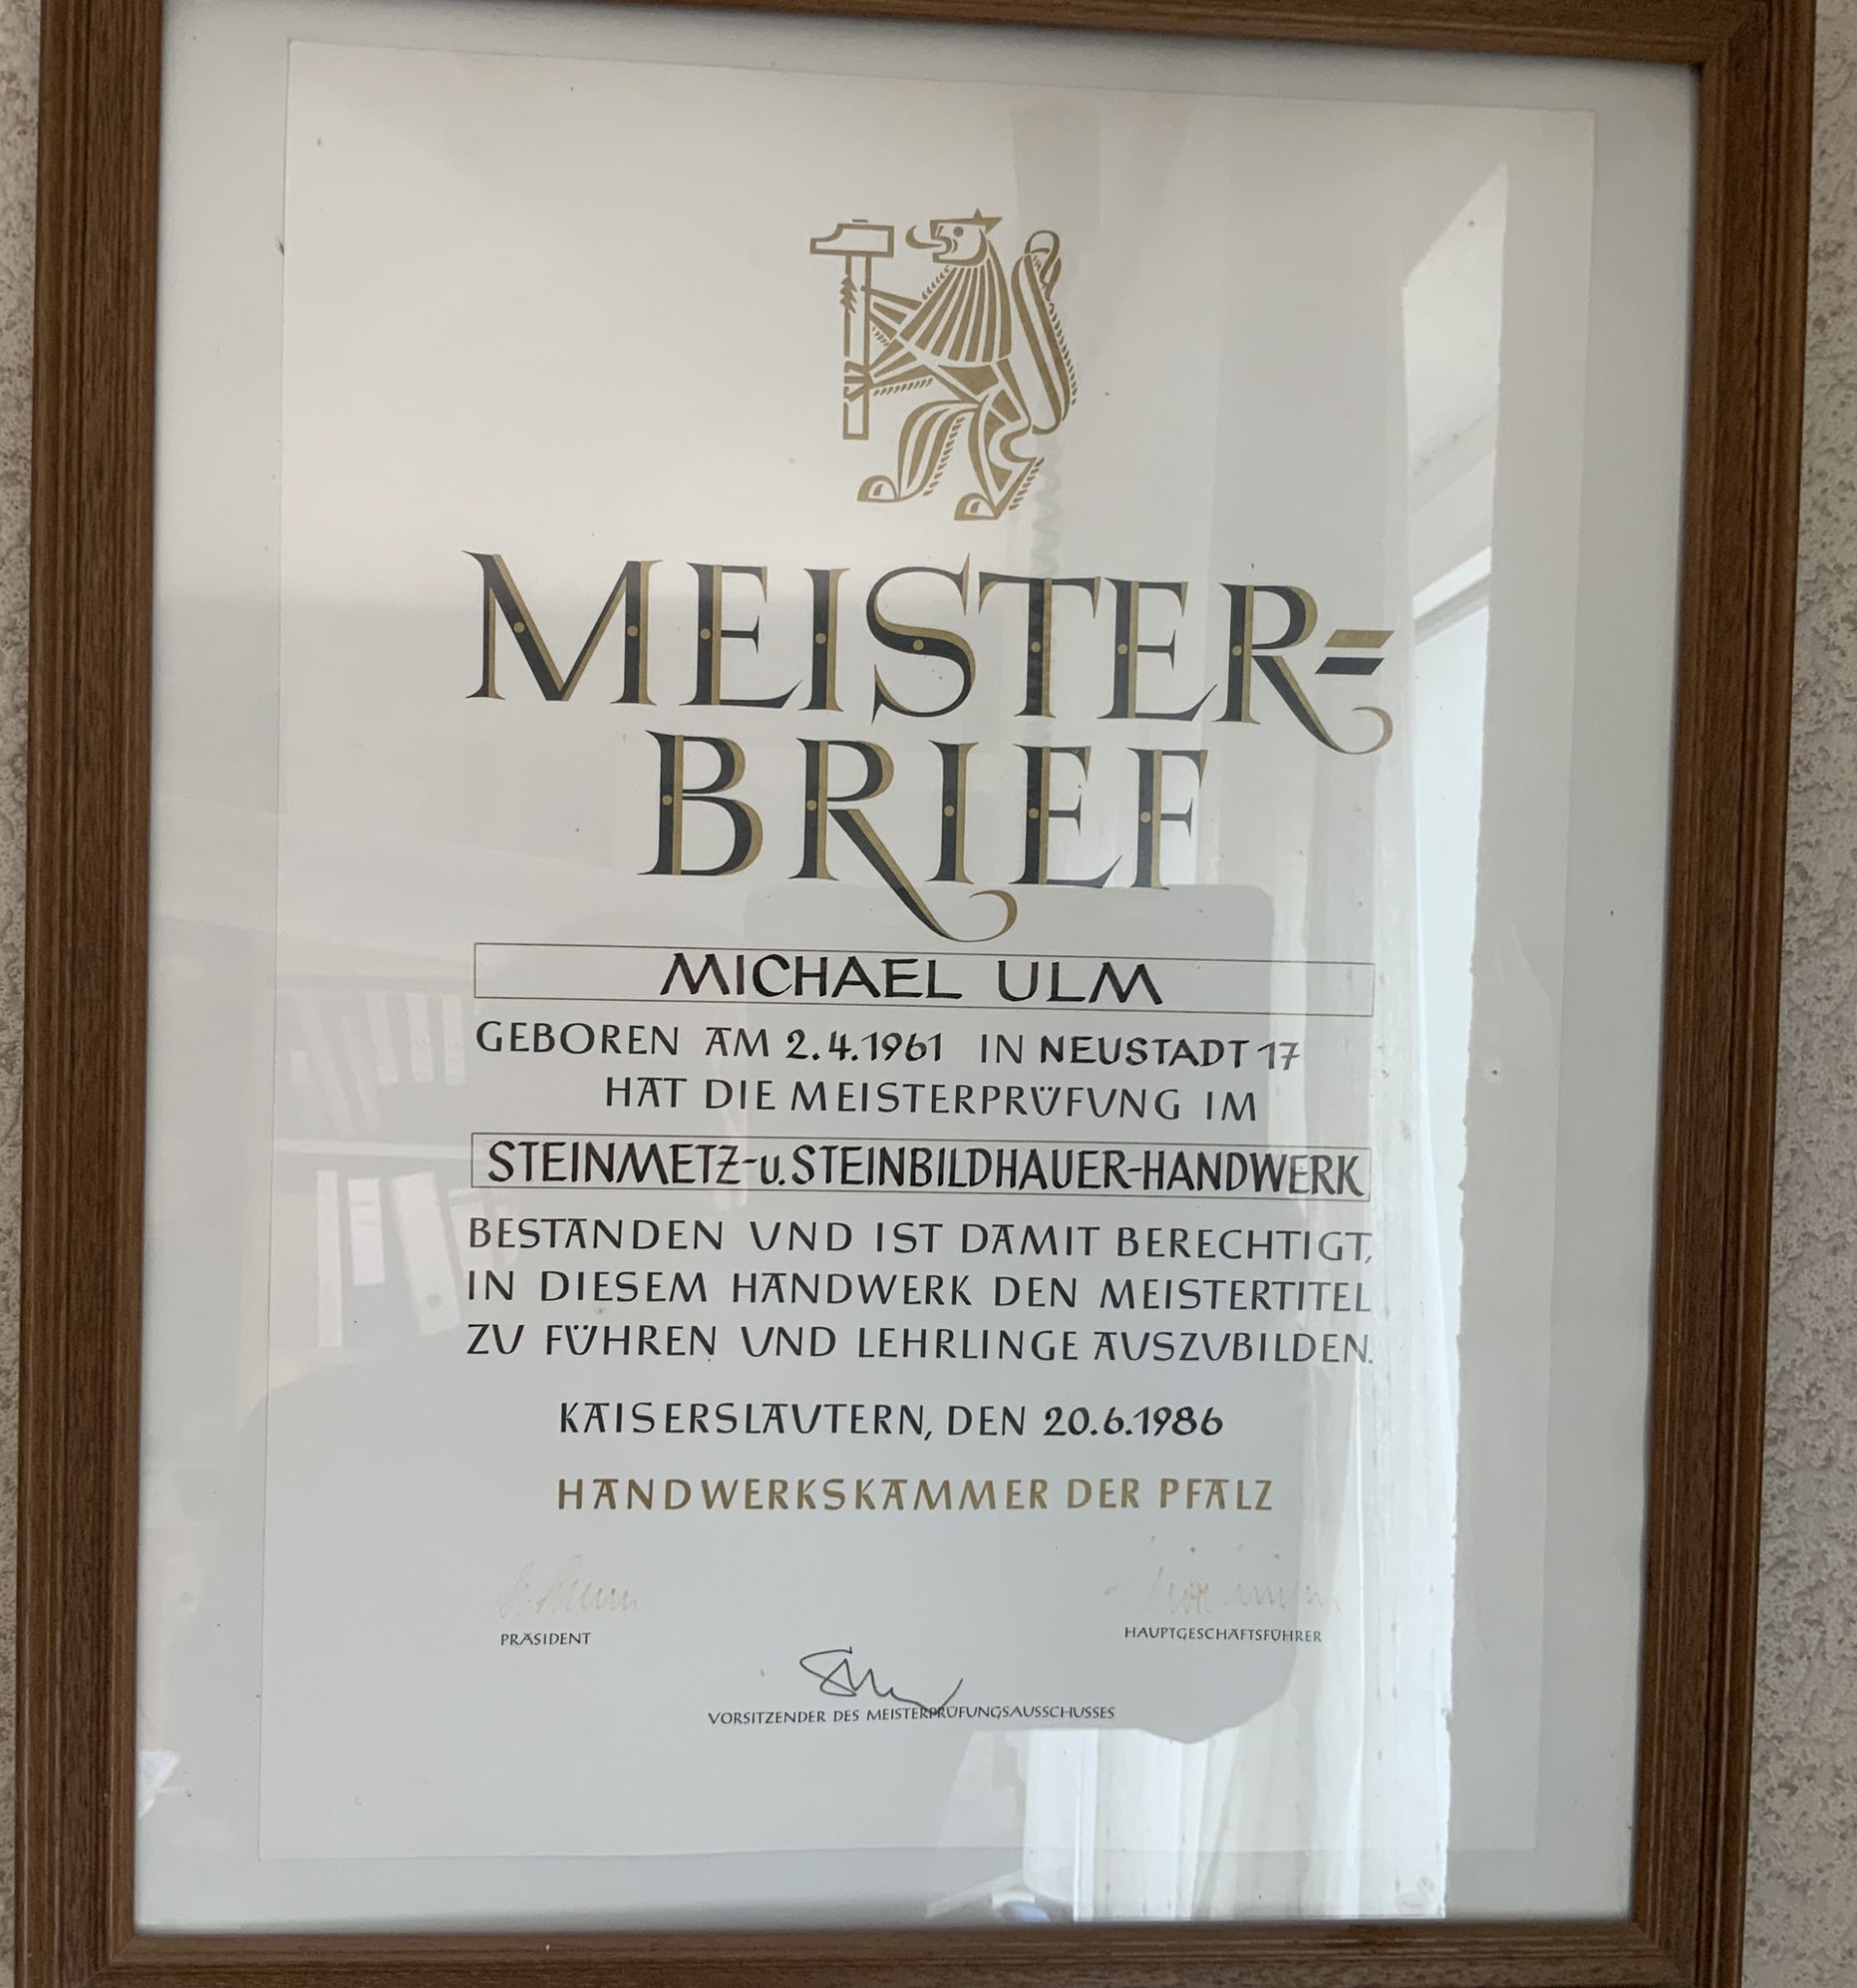 MEISTER=
BRIEF
MICHAEL ULM
GEBOREN AM 2.4.1961 IN NEUSTADT 17
HAT DIE MEISTERPRÜFUNG IM
STEINMETZ-u.STEINBILDHAUER-HANDWERK
BESTANDEN UND IST DAMIT BERECHTIGT,
IN DIESEM HANDWERK DEN MEISTERTITEL
ZU FÜHREN UND LEHRLINGE AUSZUBILDEN.
KAISERSLAUTERN, DEN 20.6.1986
HANDWERKSKAMMER DER PFALZ
PRÄSIDENT
HAUPTGESCHÄFTSFÜHRER
VORSITZENDER DES MEISTERPRÜFUNGSAUSSCHUSSES